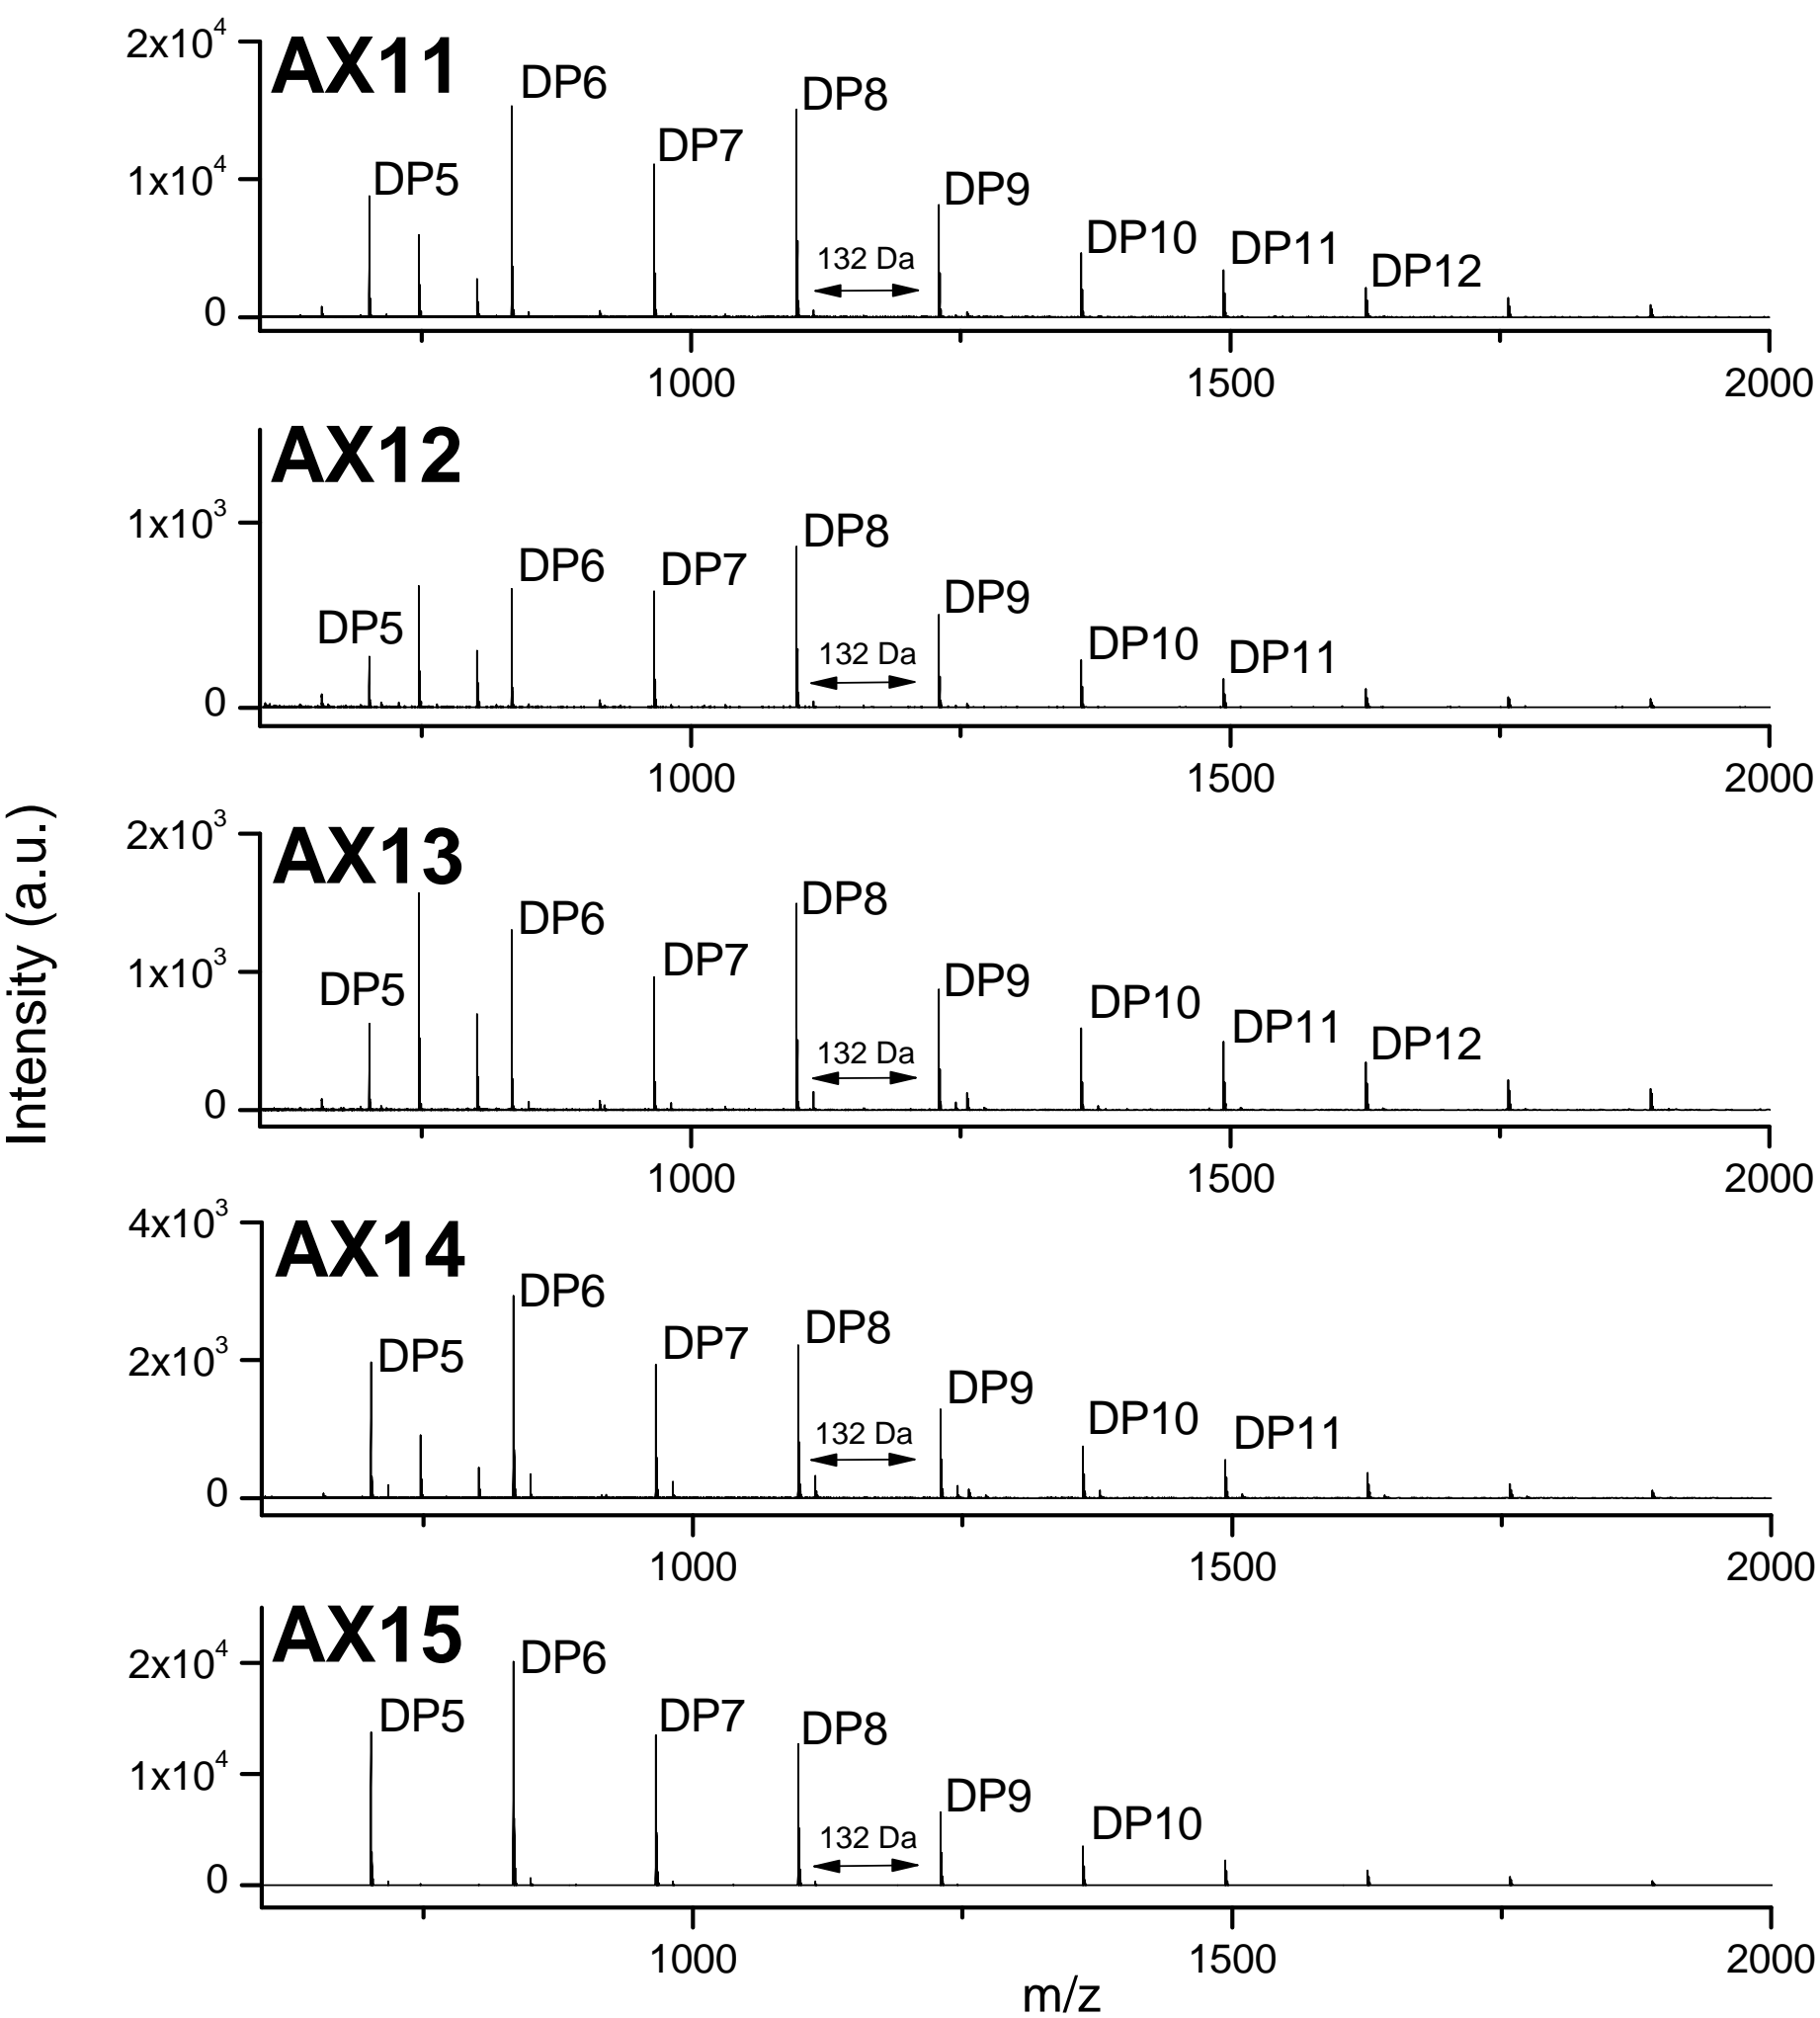 2x10^4
AX11
DP6
DP8
DP7
1x10^4
DP5
DP9
DP10
DP11
132 Da
DP12
0
1000
1500
2000
AX12
1x10^3
DP8
DP6
DP7
DP9
DP5
132 Da
DP10
DP11
0
1000
1500
2000
2x10^3
AX13
DP8
DP6
DP7
1x10^3
DP5
DP9
DP10
DP11
132 Da
DP12
0
1000
1500
2000
Intensity (a.u.)
4x10^3
AX14
DP6
DP8
DP7
2x10^3
DP5
DP9
DP10
132 Da
DP11
0
1000
1500
2000
AX15
2x10^4
DP6
DP5
DP7
DP8
1x10^4
DP9
DP10
132 Da
0
1000
1500
2000
m/z